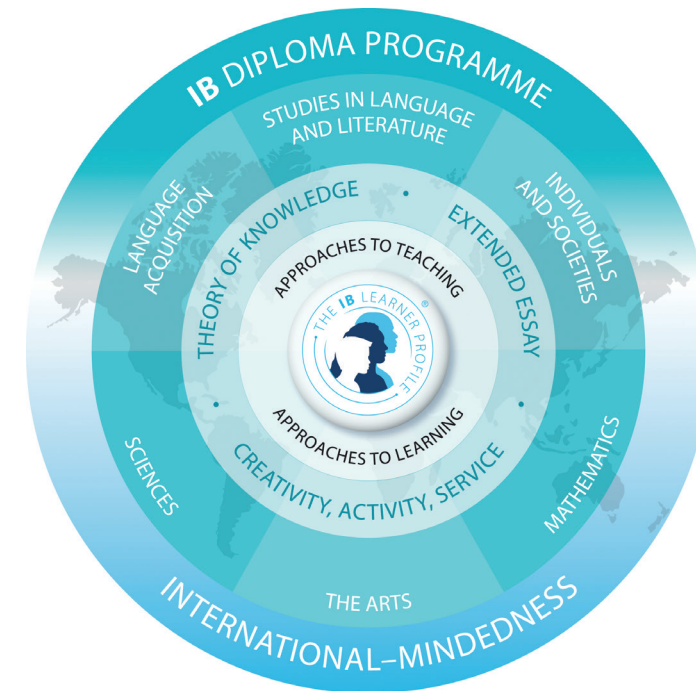 IB DIPLOMA PROGRAMME
STUDIES IN LANGUAGE
AND LITERATURE
LANGUAGE
ACQUISITION
INDIVIDUALS
AND SOCIETIES
THEORY OF KNOWLEDGE •
EXTENDED ESSAY •
APPROACHES TO TEACHING
THE IB LEARNER PROFILE®
APPROACHES TO LEARNING
CREATIVITY, ACTIVITY, SERVICE •
SCIENCES
MATHEMATICS
THE ARTS
INTERNATIONAL–MINDEDNESS